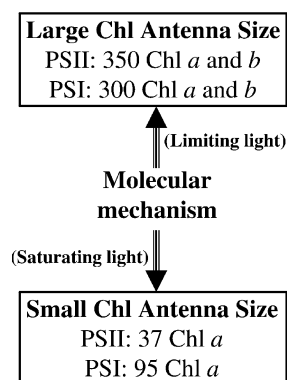 Large Chl Antenna Size
PSII: 350 Chl a and b
PSI: 300 Chl a and b
(Limiting light)
Molecular
mechanism
(Saturating light)
Small Chl Antenna Size
PSII: 37 Chl a
PSI: 95 Chl a